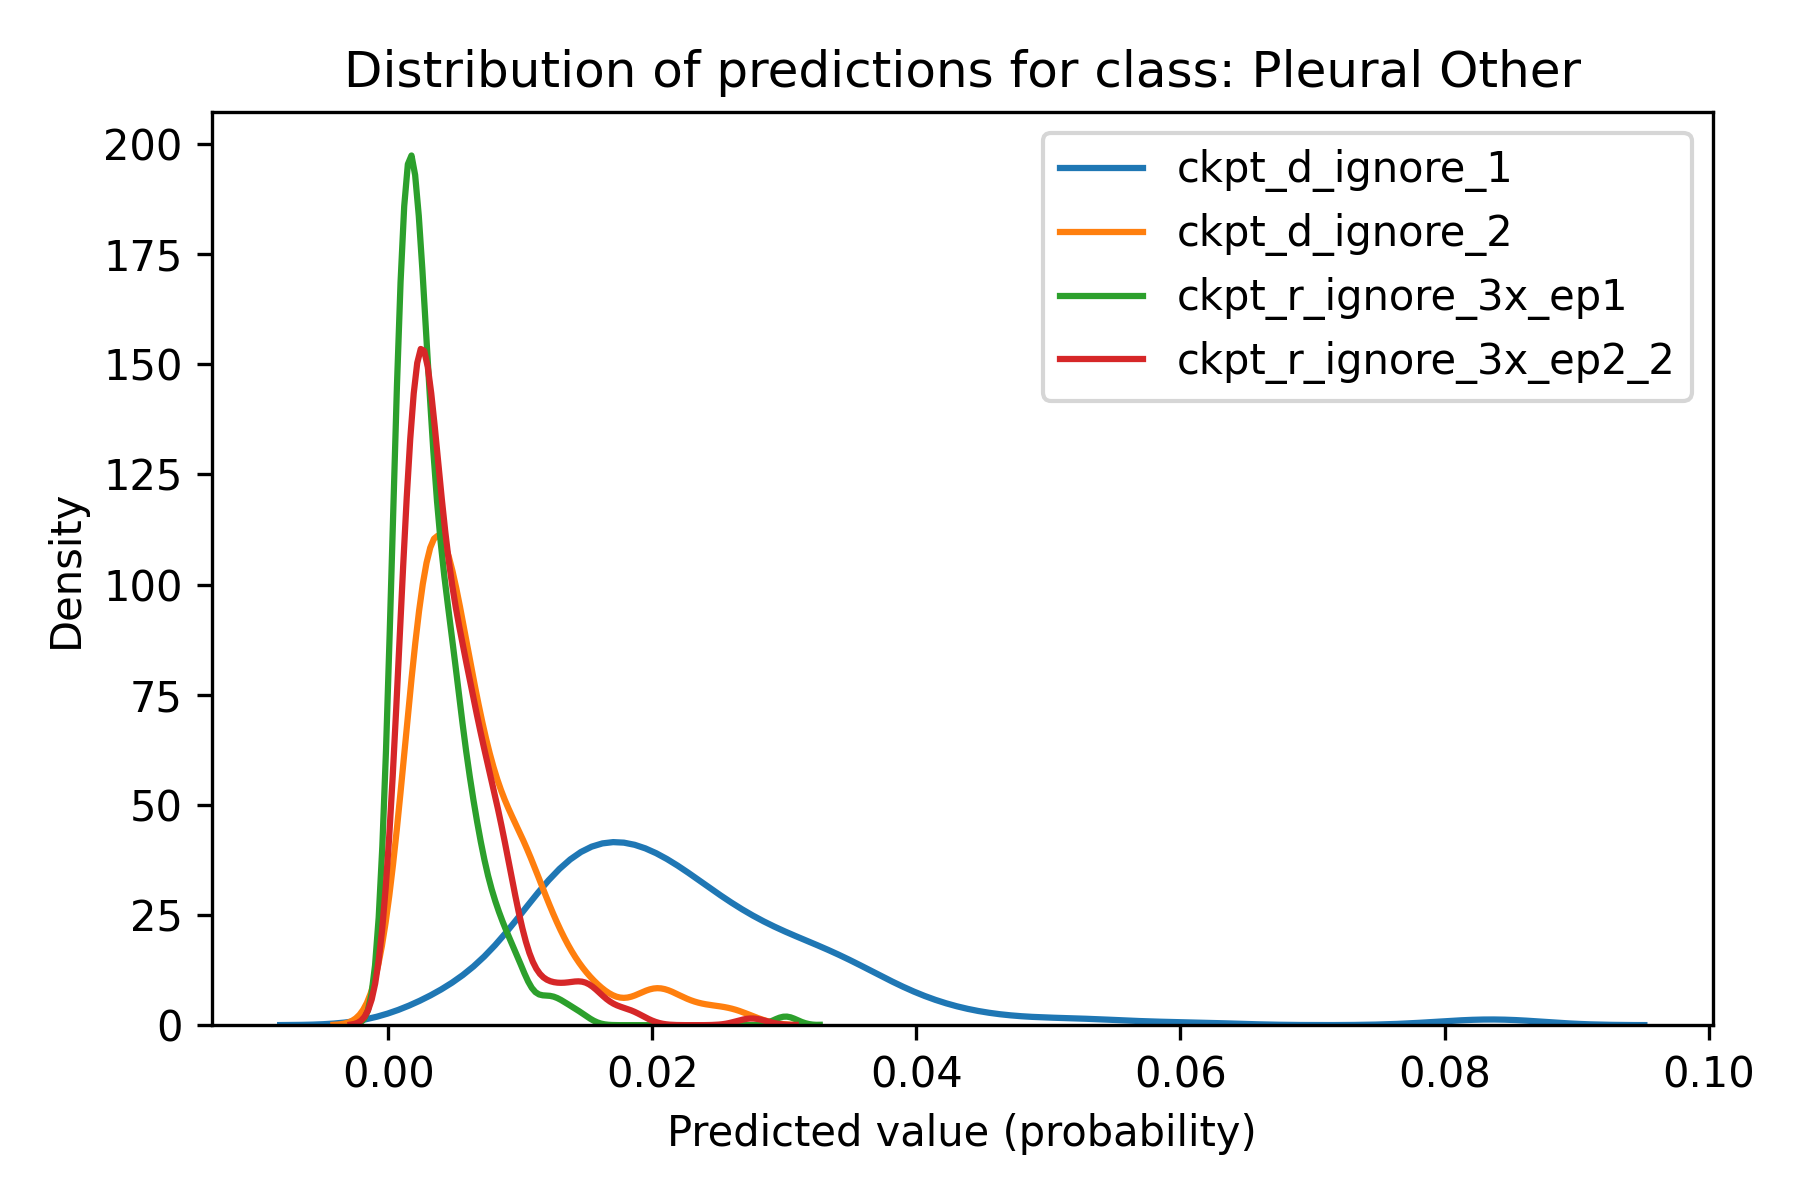 Distribution of predictions for class: Pleural Other
200
175
150
125
100
75
50
25
0
Density
ckpt_d_ignore_1
ckpt_d_ignore_2
ckpt_r_ignore_3x_ep1
ckpt_r_ignore_3x_ep2_2
0.00 0.02 0.04 0.06 0.08 0.10
Predicted value (probability)